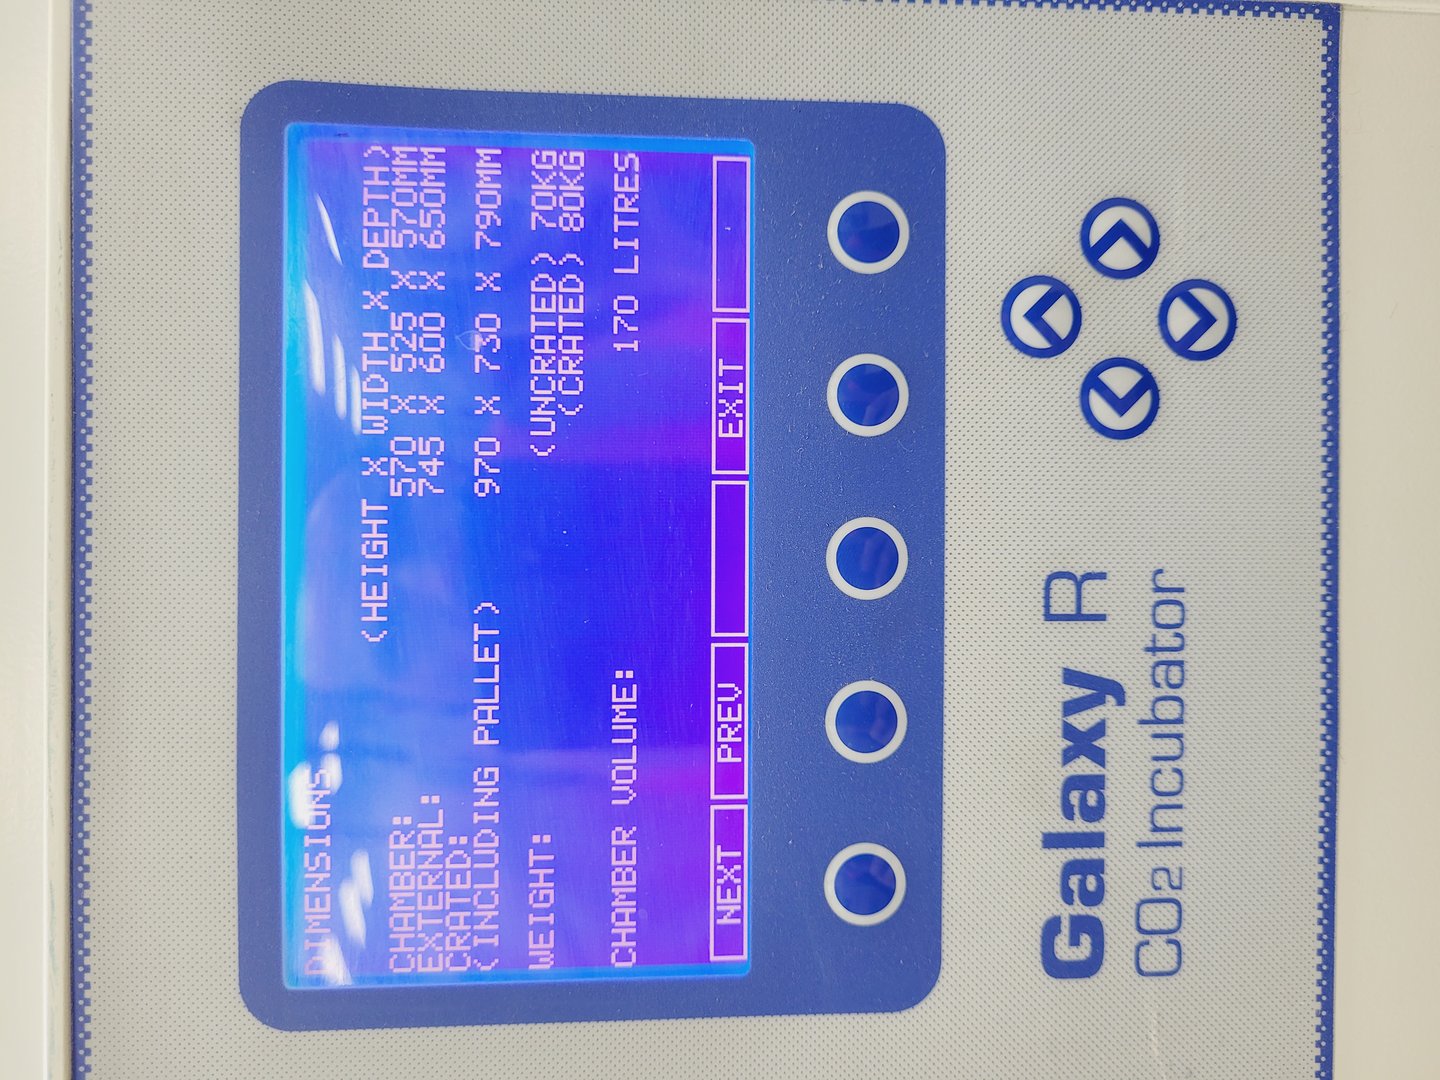 DIMENSIONS
(HEIGHT X WIDTH X DEPTH)
CHAMBER: 570 X 525 X 570MM
EXTERNAL: 745 X 600 X 650MM
CRATED:
(INCLUDING PALLET) 970 X 730 X 790MM
WEIGHT: (UNCRATED) 70KG
(CRATED) 80KG
CHAMBER VOLUME: 170 LITRES
NEXT PREV EXIT
Galaxy R
CO2 Incubator